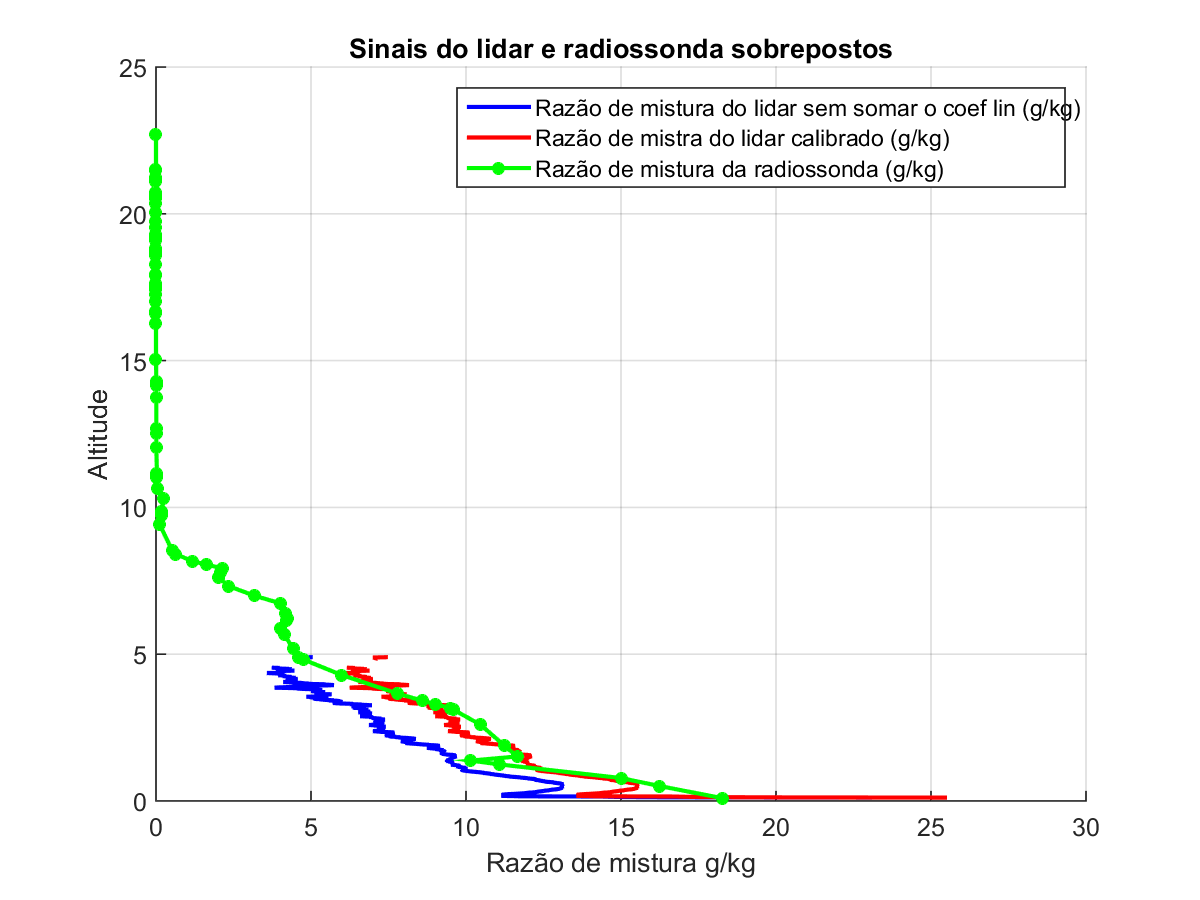 Sinais do lidar e radiossonda sobrepostos
25
Razão de mistura do lidar sem somar o coef lin (g/kg)
Razão de mistra do lidar calibrado (g/kg)
Razão de mistura da radiossonda (g/kg)
20
15
Altitude
10
5
0
0 5 10 15 20 25 30
Razão de mistura g/kg